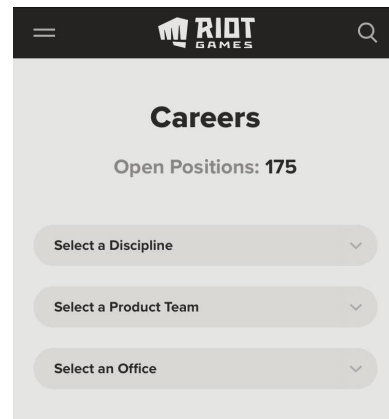 RIOT
GAMES
Careers
Open Positions: 175
Select a Discipline
Select a Product Team
Select an Office